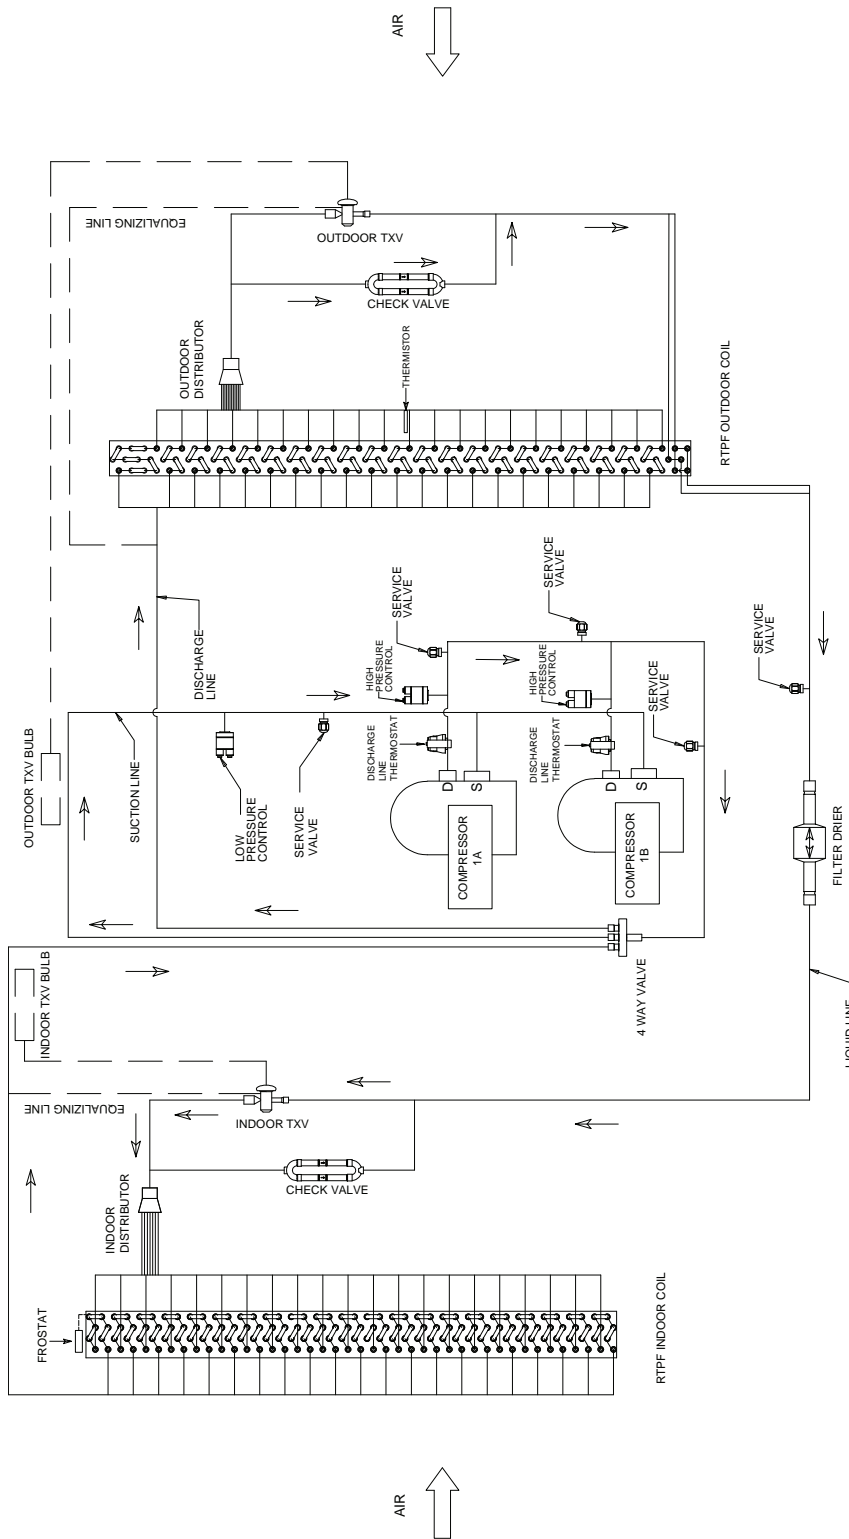 AIR
EQUALIZING LINE
OUTDOOR TXV
CHECK VALVE
OUTDOOR
DISTRIBUTOR
THERMISTOR
RTPF OUTDOOR COIL
OUTDOOR TXV BULB
SUCTION LINE
DISCHARGE
LINE
LOW
PRESSURE
CONTROL
SERVICE
VALVE
HIGH
PRESSURE
CONTROL
SERVICE
VALVE
DISCHARGE
LINE
THERMOSTAT
D
S
COMPRESSOR
1A
SERVICE
VALVE
HIGH
PRESSURE
CONTROL
DISCHARGE
LINE
THERMOSTAT
D
S
COMPRESSOR
1B
SERVICE
VALVE
SERVICE
VALVE
FILTER DRIER
4 WAY VALVE
INDOOR TXV BULB
EQUALIZING LINE
INDOOR TXV
CHECK VALVE
INDOOR
DISTRIBUTOR
FROSTAT
RTPF INDOOR COIL
AIR